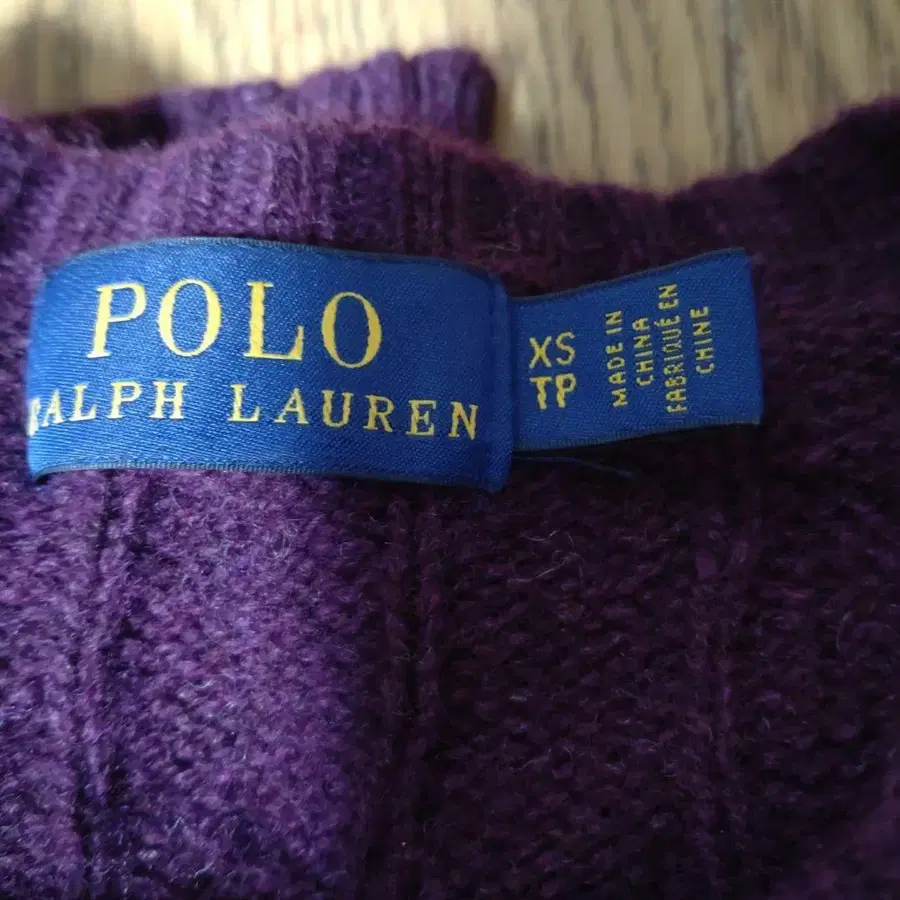 POLO
RALPH LAUREN
XS
TP
MADE IN
CHINA
FABRIQUÉ EN
CHINE